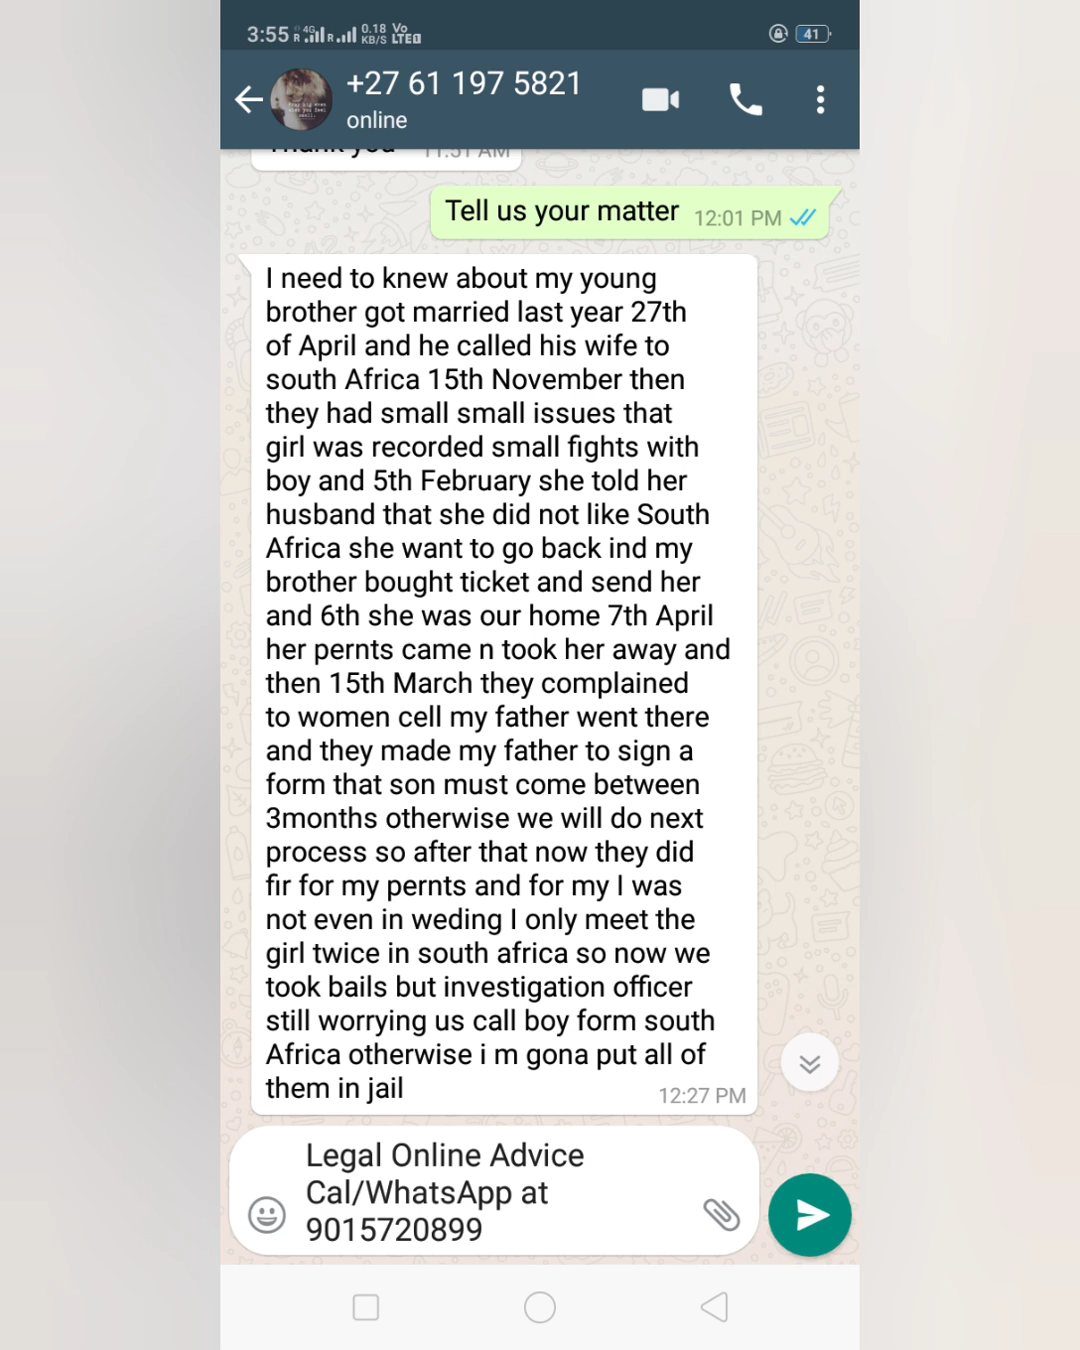 3:55 R 4G R 0.18 KB/S Vo LTE 41
+27 61 197 5821
online
Thank you 11:51 AM
Tell us your matter 12:01 PM
I need to knew about my young
brother got married last year 27th
of April and he called his wife to
south Africa 15th November then
they had small small issues that
girl was recorded small fights with
boy and 5th February she told her
husband that she did not like South
Africa she want to go back ind my
brother bought ticket and send her
and 6th she was our home 7th April
her pernts came n took her away and
then 15th March they complained
to women cell my father went there
and they made my father to sign a
form that son must come between
3months otherwise we will do next
process so after that now they did
fir for my pernts and for my I was
not even in weding I only meet the
girl twice in south africa so now we
took bails but investigation officer
still worrying us call boy form south
Africa otherwise i m gona put all of
them in jail
12:27 PM
Legal Online Advice
Cal/WhatsApp at
9015720899